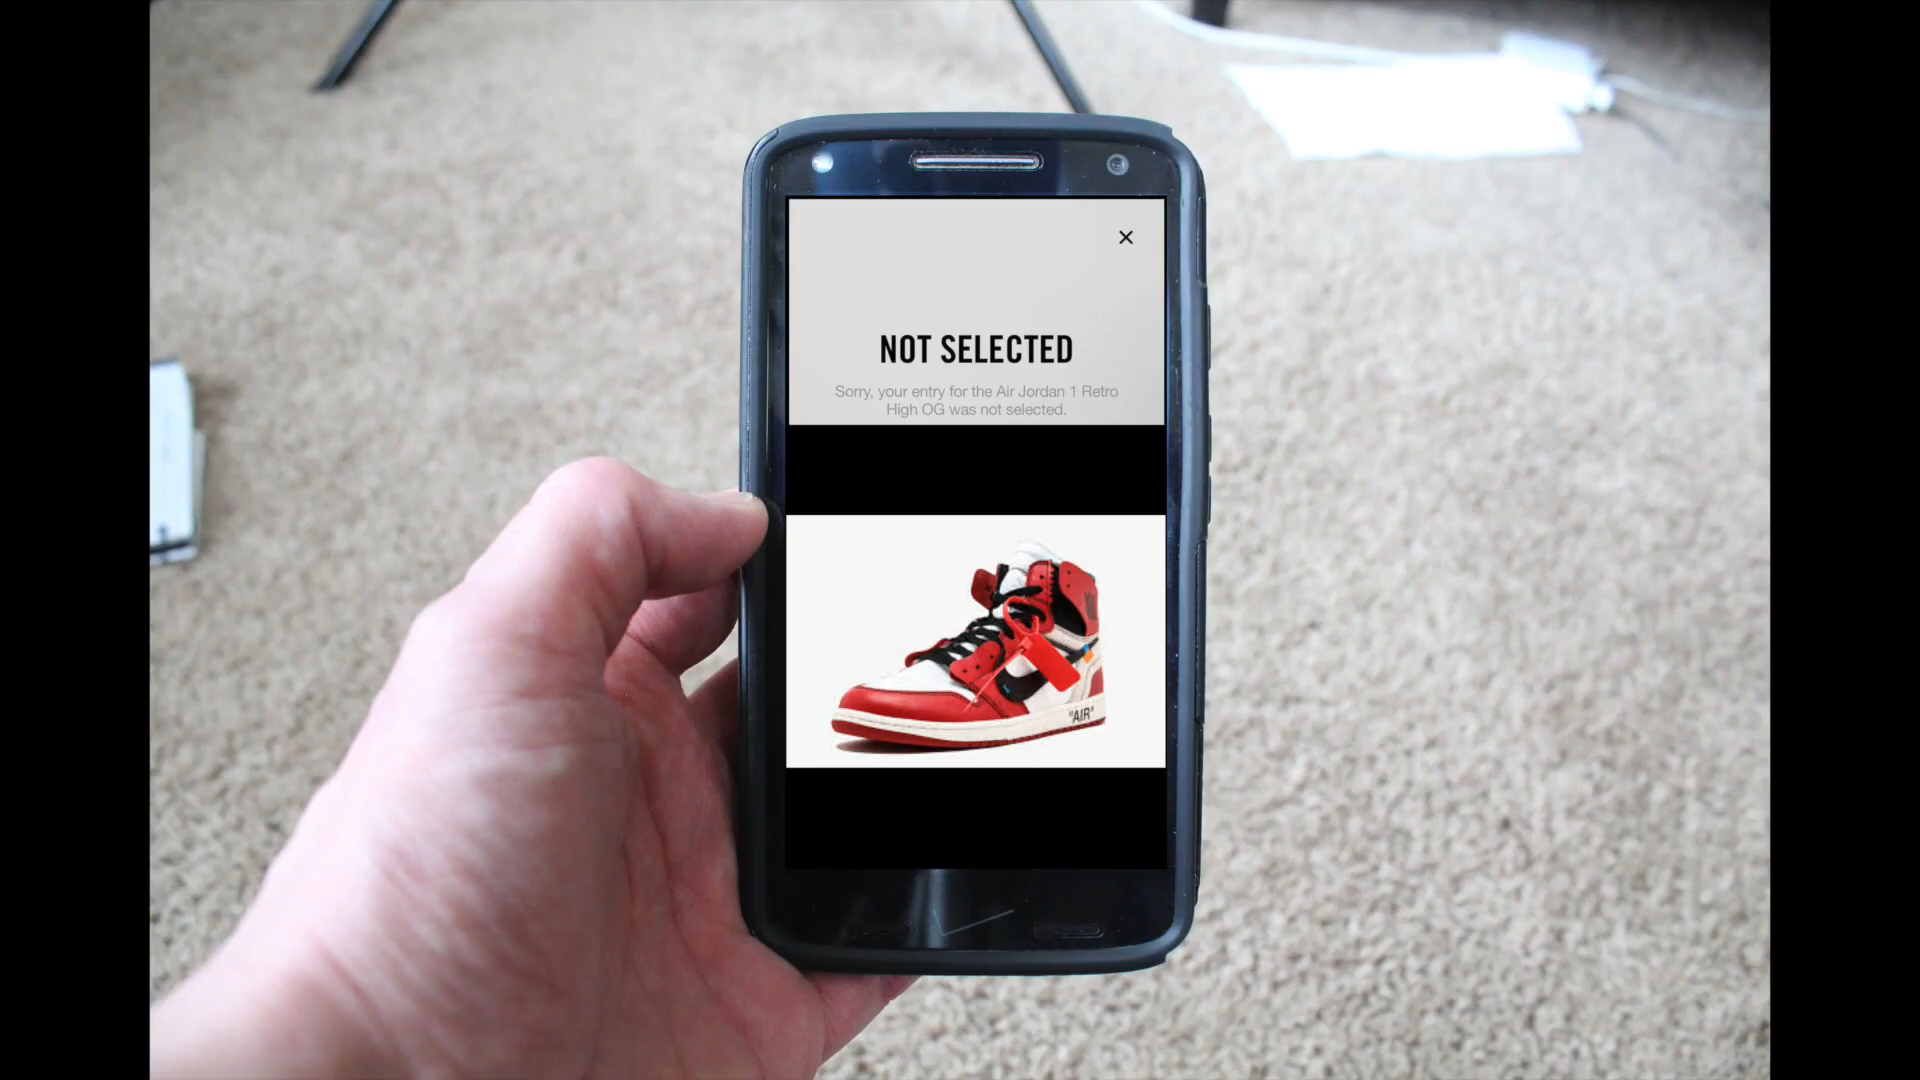 NOT SELECTED
Sorry, your entry for the Air Jordan 1 Retro
High OG was not selected.
"AIR"